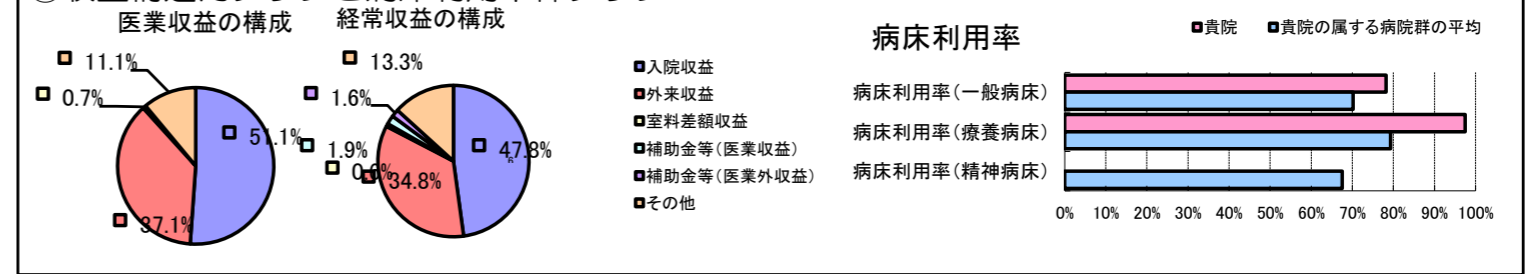 医業収益の構成
経常収益の構成
11.1%
0.7%
51.1%
37.1%
13.3%
1.6%
1.9%
34.8%
47.8%
入院収益
外来収益
室料差額収益
補助金等(医業収益)
補助金等(医業外収益)
その他
病床利用率
貴院
貴院の属する病院群の平均
病床利用率(一般病床)
病床利用率(療養病床)
病床利用率(精神病床)
0% 10% 20% 30% 40% 50% 60% 70% 80% 90% 100%